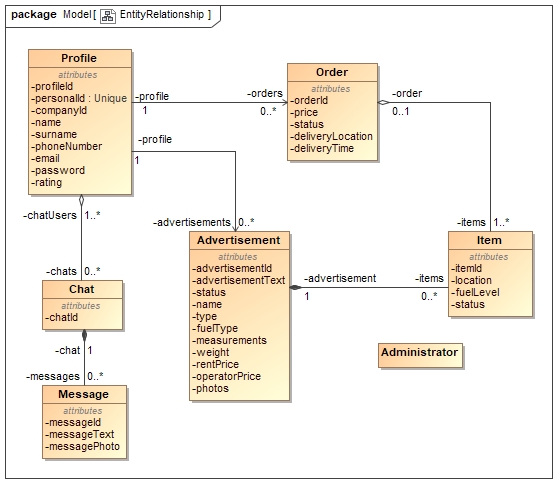 package Model [ EntityRelationship ]
Profile
attributes
-profileId
-personalId : Unique
-companyId
-name
-surname
-phoneNumber
-email
-password
-rating
-profile
1
-orders
0..*
Order
attributes
-orderId
-price
-status
-deliveryLocation
-deliveryTime
-order
0..1
-profile
1
-advertisements 0..*
-chatUsers 1..*
-chats 0..*
Chat
attributes
-chatId
-chat 1
-messages 0..*
Message
attributes
-messageId
-messageText
-messagePhoto
Advertisement
attributes
-advertisementId
-advertisementText
-status
-name
-type
-fuelType
-measurements
-weight
-rentPrice
-operatorPrice
-photos
-advertisement
1
-items
0..*
-items 1..*
Item
attributes
-itemId
-location
-fuelLevel
-status
Administrator